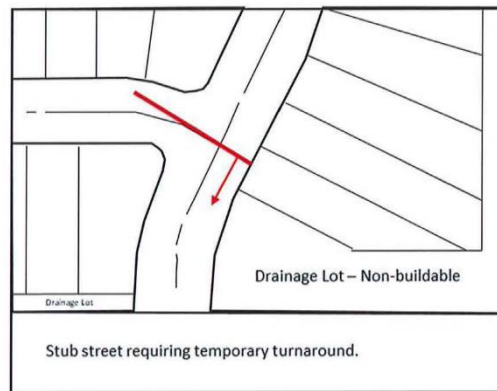 Drainage Lot – Non-buildable
Drainage Lot
Stub street requiring temporary turnaround.